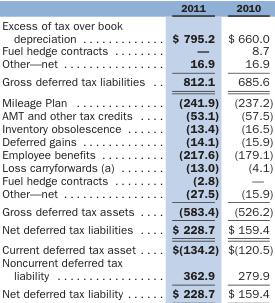 2011 2010
Excess of tax over book
depreciation . . . . . . . . . . . . . $ 795.2 $ 660.0
Fuel hedge contracts . . . . . . . . — 8.7
Other—net . . . . . . . . . . . . . . . 16.9 16.9
Gross deferred tax liabilities . . 812.1 685.6
Mileage Plan . . . . . . . . . . . . . . (241.9) (237.2)
AMT and other tax credits . . . . (53.1) (57.5)
Inventory obsolescence . . . . . . (13.4) (16.5)
Deferred gains . . . . . . . . . . . . (14.1) (15.9)
Employee benefits . . . . . . . . . . (217.6) (179.1)
Loss carryforwards (a) . . . . . . (13.0) (4.1)
Fuel hedge contracts . . . . . . . . (2.8) —
Other—net . . . . . . . . . . . . . . . (27.5) (15.9)
Gross deferred tax assets . . . . (583.4) (526.2)
Net deferred tax liabilities . . . . $ 228.7 $ 159.4
Current deferred tax asset . . . . $(134.2) $(120.5)
Noncurrent deferred tax
liability . . . . . . . . . . . . . . . . 362.9 279.9
Net deferred tax liability . . . . . $ 228.7 $ 159.4